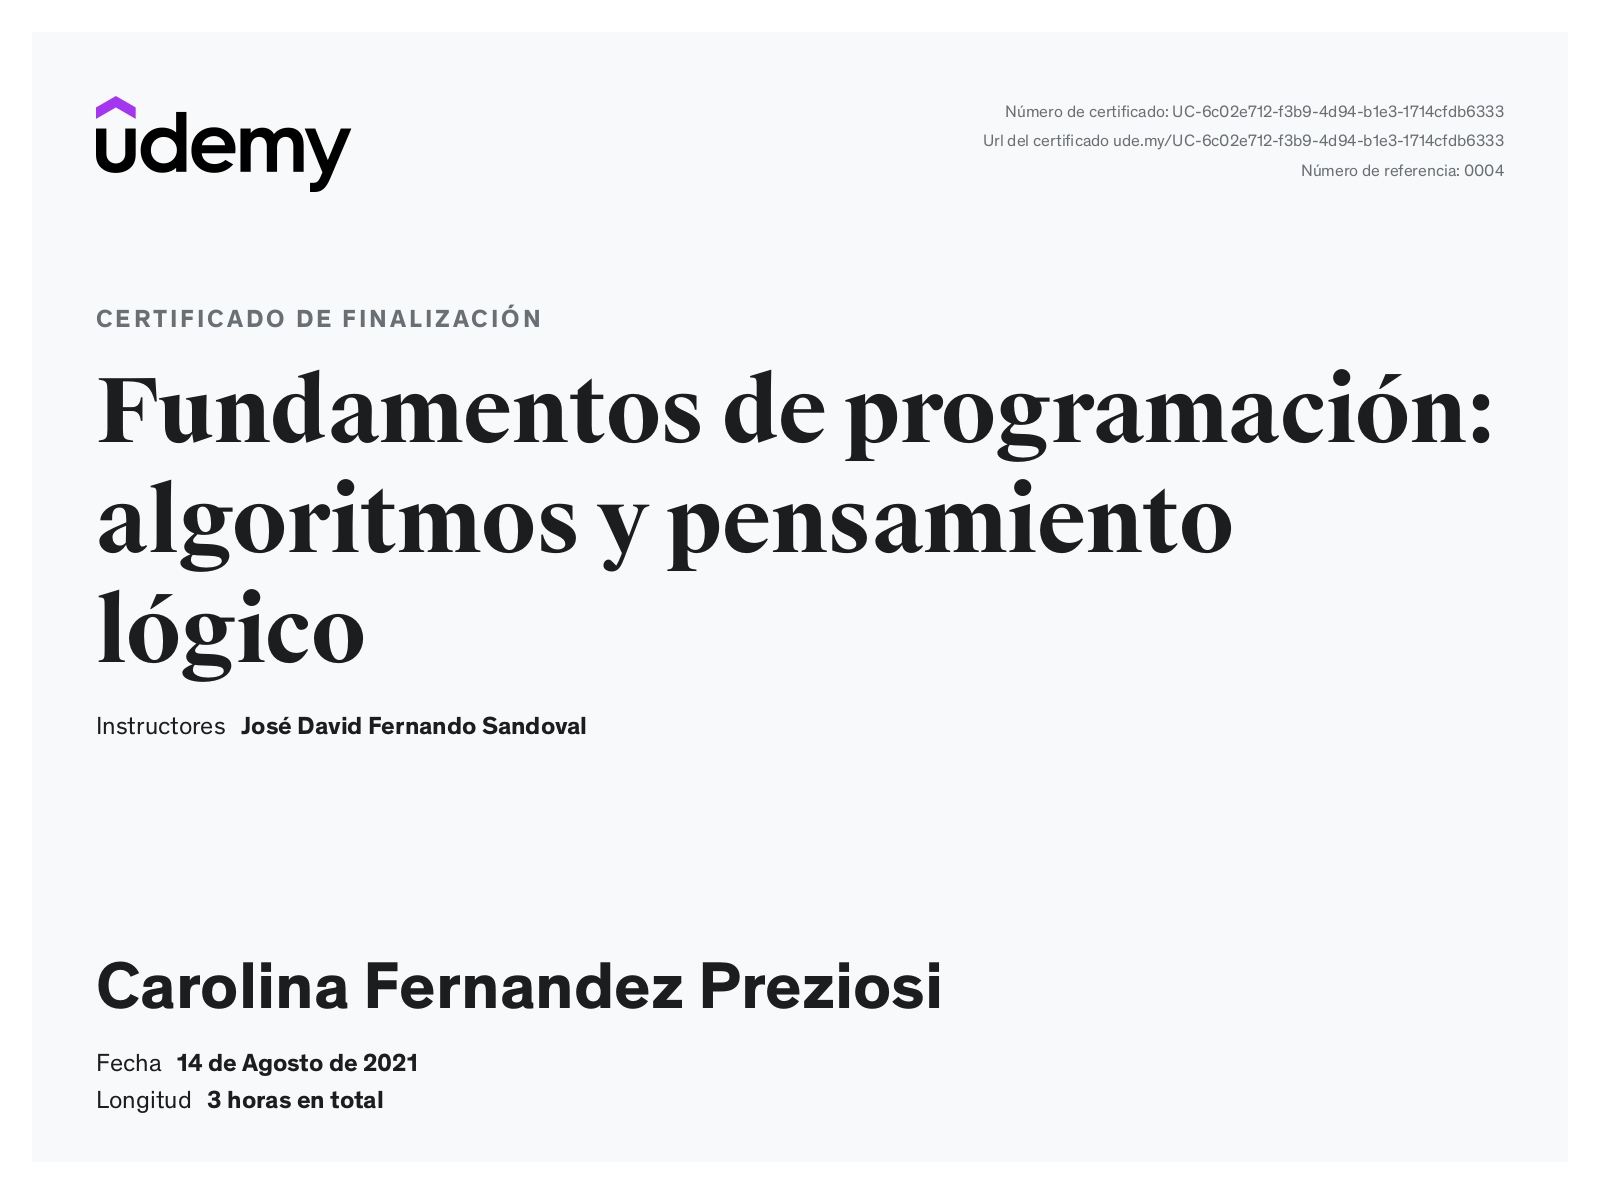 udemy
Número de certificado: UC-6c02e712-f3b9-4d94-b1e3-1714cfdb6333
Url del certificado ude.my/UC-6c02e712-f3b9-4d94-b1e3-1714cfdb6333
Número de referencia: 0004
CERTIFICADO DE FINALIZACIÓN
Fundamentos de programación:
algoritmos y pensamiento
lógico
Instructores José David Fernando Sandoval
Carolina Fernandez Preziosi
Fecha 14 de Agosto de 2021
Longitud 3 horas en total